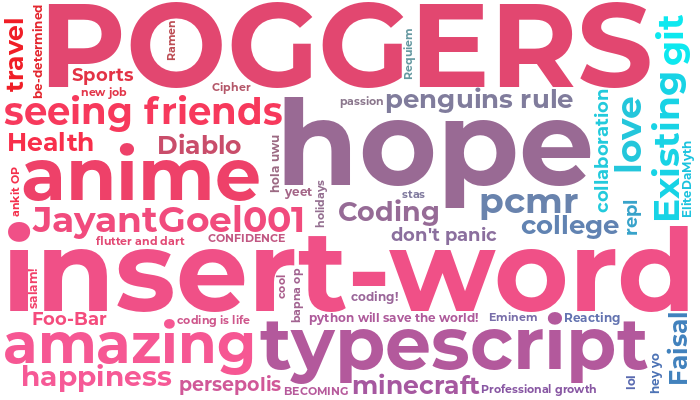 POGGERS
travel
be-determined
Ramen
Requiem
git
Sports
new job
Cipher
passion
penguins rule
seeing friends
hope
collaboration
love
Existing
EliteDaMyth
Health
Diablo
hola uwu
anime
ankit OP
yeet
holidays
stas
pcmr
Coding
college
repl
JayantGoel001
don't panic
flutter and dart
CONFIDENCE
insert-word
salam!
cool
bapna op
coding!
Foo-Bar
coding is life
python will save the world!
Eminem
Reacting
Faisal
amazing
typescript
happiness
persepolis
BECOMING
minecraft
Professional growth
lol
hey yo